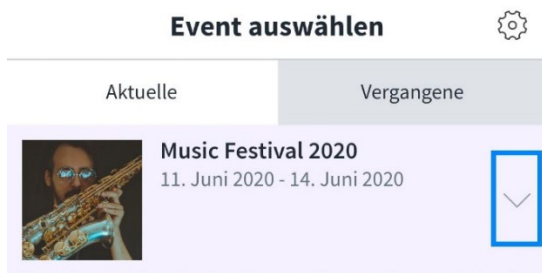 Event auswählen
Aktuelle
Vergangene
Music Festival 2020
11. Juni 2020 - 14. Juni 2020